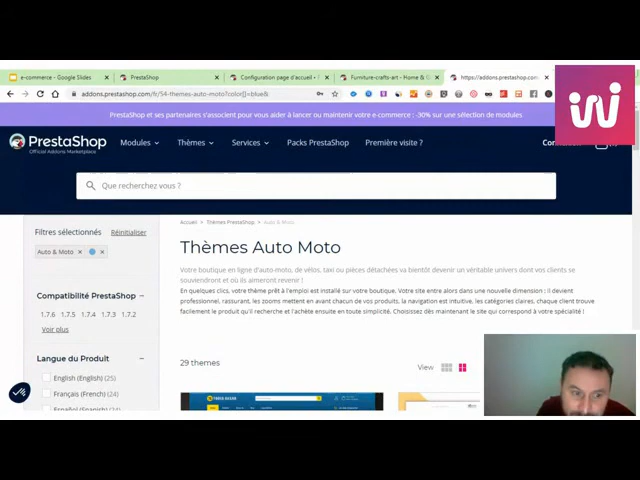 e-commerce - Google Slides
PrestaShop
Configuration page d'accueil •
Furniture-crafts-art - Home & G
https://addons.prestashop.com
addons.prestashop.com/fr/54-themes-auto-moto?color[]=blue&
PrestaShop et ses partenaires s'associent pour vous aider à lancer ou maintenir votre e-commerce : -30% sur une sélection de modules
PrestaShop
Official Addons Marketplace
Modules
Thèmes
Services
Packs PrestaShop
Première visite ?
Que recherchez vous ?
Filtres sélectionnés
Réinitialiser
Auto & Moto ×
×
Accueil
Thèmes PrestaShop
Auto & Moto
Thèmes Auto Moto
Votre boutique en ligne d'auto-moto, de vélos, taxi ou pièces détachées va bientôt devenir un véritable univers dont vos clients se
souviendront et où ils aimeront revenir !
En quelques clics, votre thème prêt à l'emploi est installé sur votre boutique. Votre site entre alors dans une nouvelle dimension : il devient
professionnel, rassurant, les zooms mettent en avant chacun de vos produits, la navigation est intuitive, les catégories claires, chaque client trouve
facilement le produit qu'il recherche et l'achète ensuite en toute simplicité. Choisissez dès maintenant le site qui correspond à votre spécialité !
Compatibilité PrestaShop
1.7.6 1.7.5 1.7.4 1.7.3 1.7.2
Voir plus
29 themes
View
Langue du Produit
English (English) (25)
Français (French) (24)
Español (Spanish) (24)